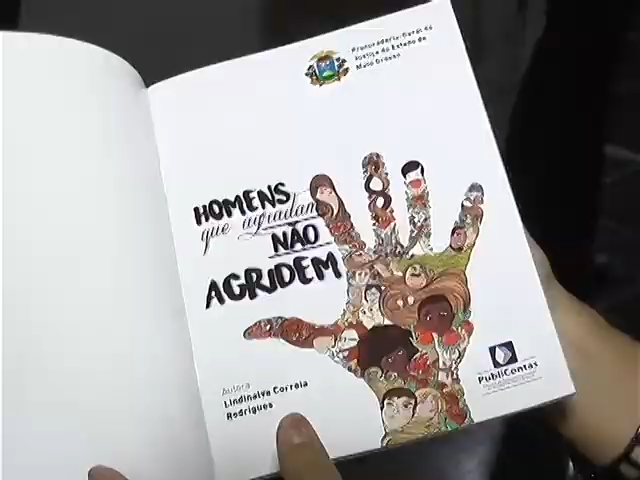 Procuradoria-Geral de
Justiça do Estado de
Mato Grosso
HOMENS
que agradam
NÃO
AGRIDEM
Autora
Lindinalva Correia
Rodrigues
PubliContas